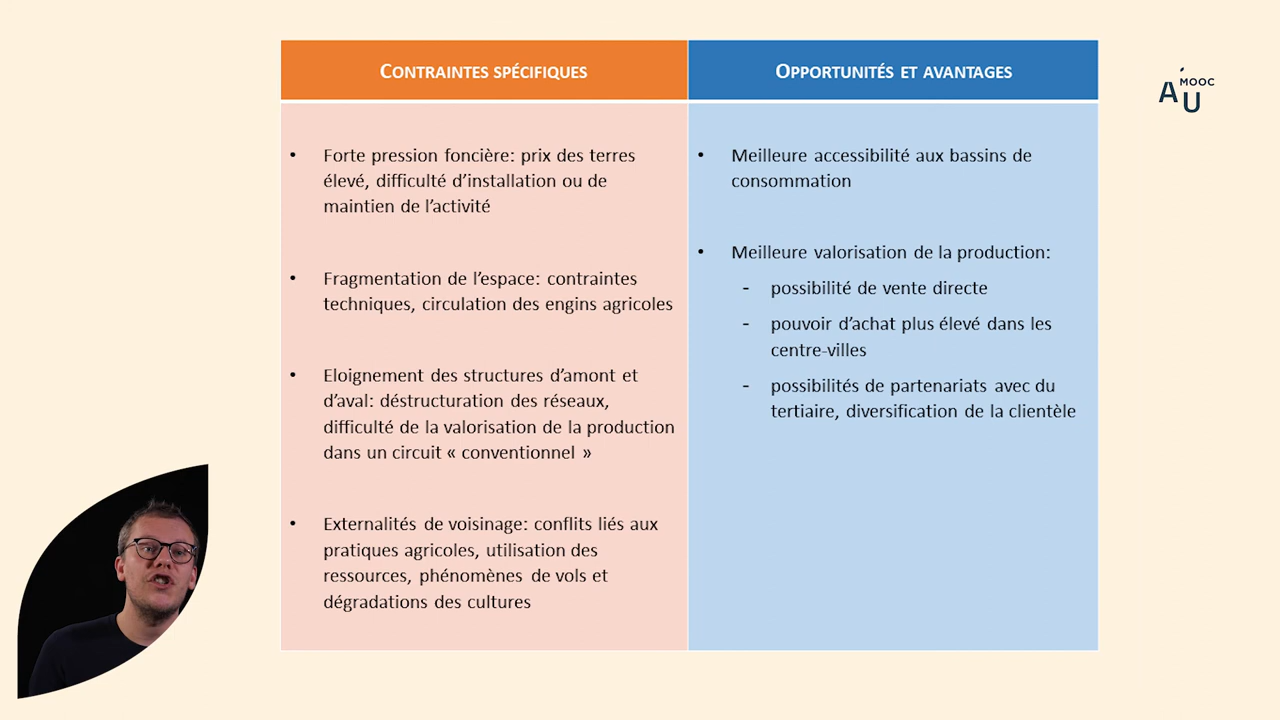 CONTRAINTES SPÉCIFIQUES
OPPORTUNITÉS ET AVANTAGES
MOOC
AU
• Forte pression foncière: prix des terres
élevé, difficulté d'installation ou de
maintien de l'activité
• Fragmentation de l'espace: contraintes
techniques, circulation des engins agricoles
• Eloignement des structures d'amont et
d'aval: déstructuration des réseaux,
difficulté de la valorisation de la production
dans un circuit « conventionnel »
• Externalités de voisinage: conflits liés aux
pratiques agricoles, utilisation des
ressources, phénomènes de vols et
dégradations des cultures
• Meilleure accessibilité aux bassins de
consommation
• Meilleure valorisation de la production:
- possibilité de vente directe
- pouvoir d'achat plus élevé dans les
centre-villes
- possibilités de partenariats avec du
tertiaire, diversification de la clientèle